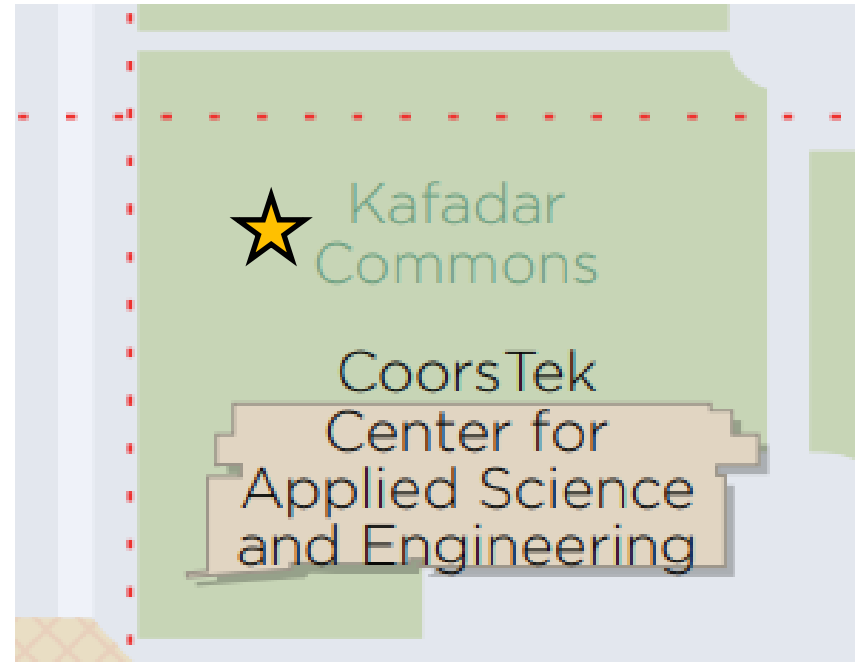 Kafadar
Commons
CoorsTek
Center for
Applied Science
and Engineering